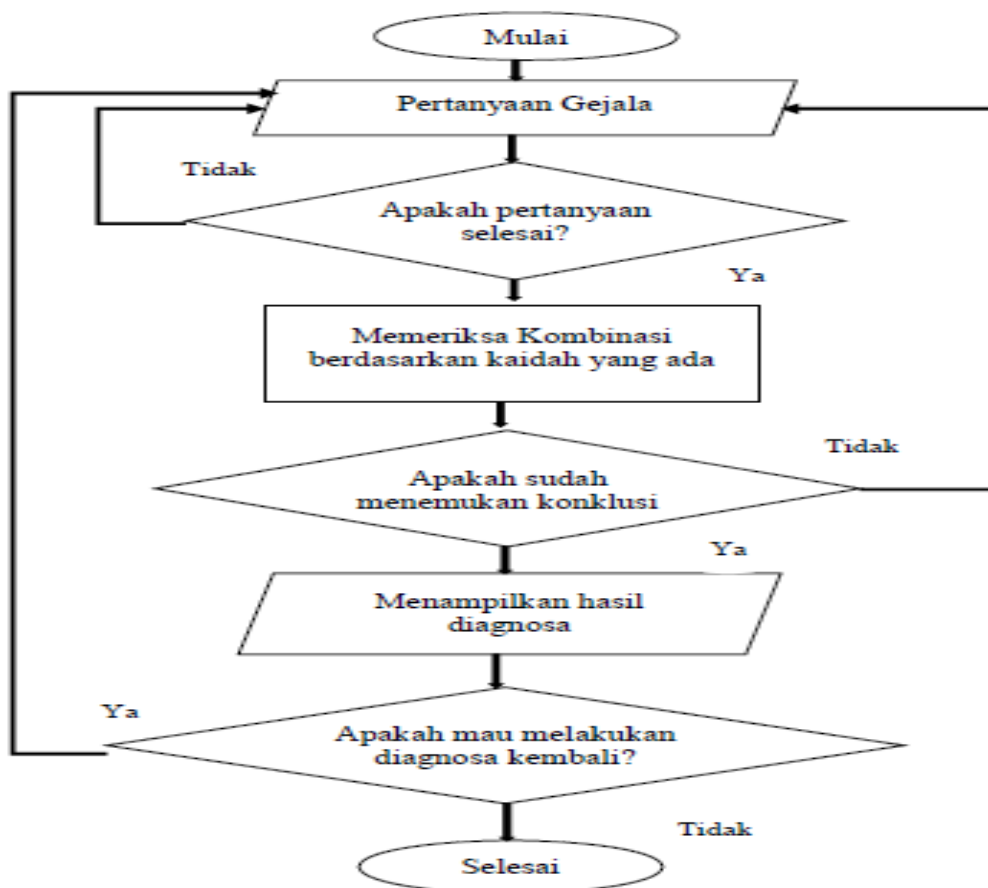 Mulai
Pertanyaan Gejala
Tidak
Apakah pertanyaan
selesai?
Ya
Memeriksa Kombinasi
berdasarkan kaidah yang ada
Tidak
Apakah sudah
menemukan konklusi
Ya
Menampilkan hasil
diagnosa
Ya
Apakah mau melakukan
diagnosa kembali?
Tidak
Selesai